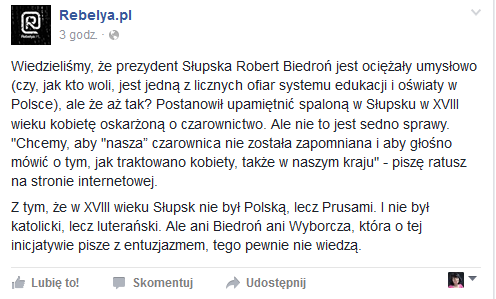 Rebelya.pl
3 godz. ·
Wiedzieliśmy, że prezydent Słupska Robert Biedroń jest ociężały umysłowo
(czy, jak kto woli, jest jedną z licznych ofiar systemu edukacji i oświaty w
Polsce), ale że aż tak? Postanowił upamiętnić spaloną w Słupsku w XVIII
wieku kobietę oskarżoną o czarownictwo. Ale nie to jest sedno sprawy.
"Chcemy, aby "nasza" czarownica nie została zapomniana i aby głośno
mówić o tym, jak traktowano kobiety, także w naszym kraju" - piszę ratusz
na stronie internetowej.
Z tym, że w XVIII wieku Słupsk nie był Polską, lecz Prusami. I nie był
katolicki, lecz luterański. Ale ani Biedroń ani Wyborcza, która o tej
inicjatywie pisze z entuzjazmem, tego pewnie nie wiedzą.
Lubię to! Skomentuj Udostępnij